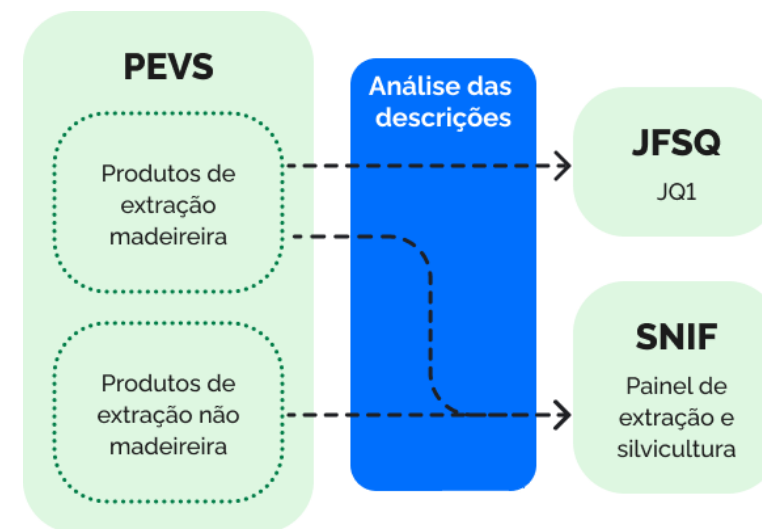 PEVS
Produtos de
extração
madeireira
Produtos de
extração não
madeireira
Análise das
descrições
JFSQ
JQ1
SNIF
Painel de
extração e
silvicultura